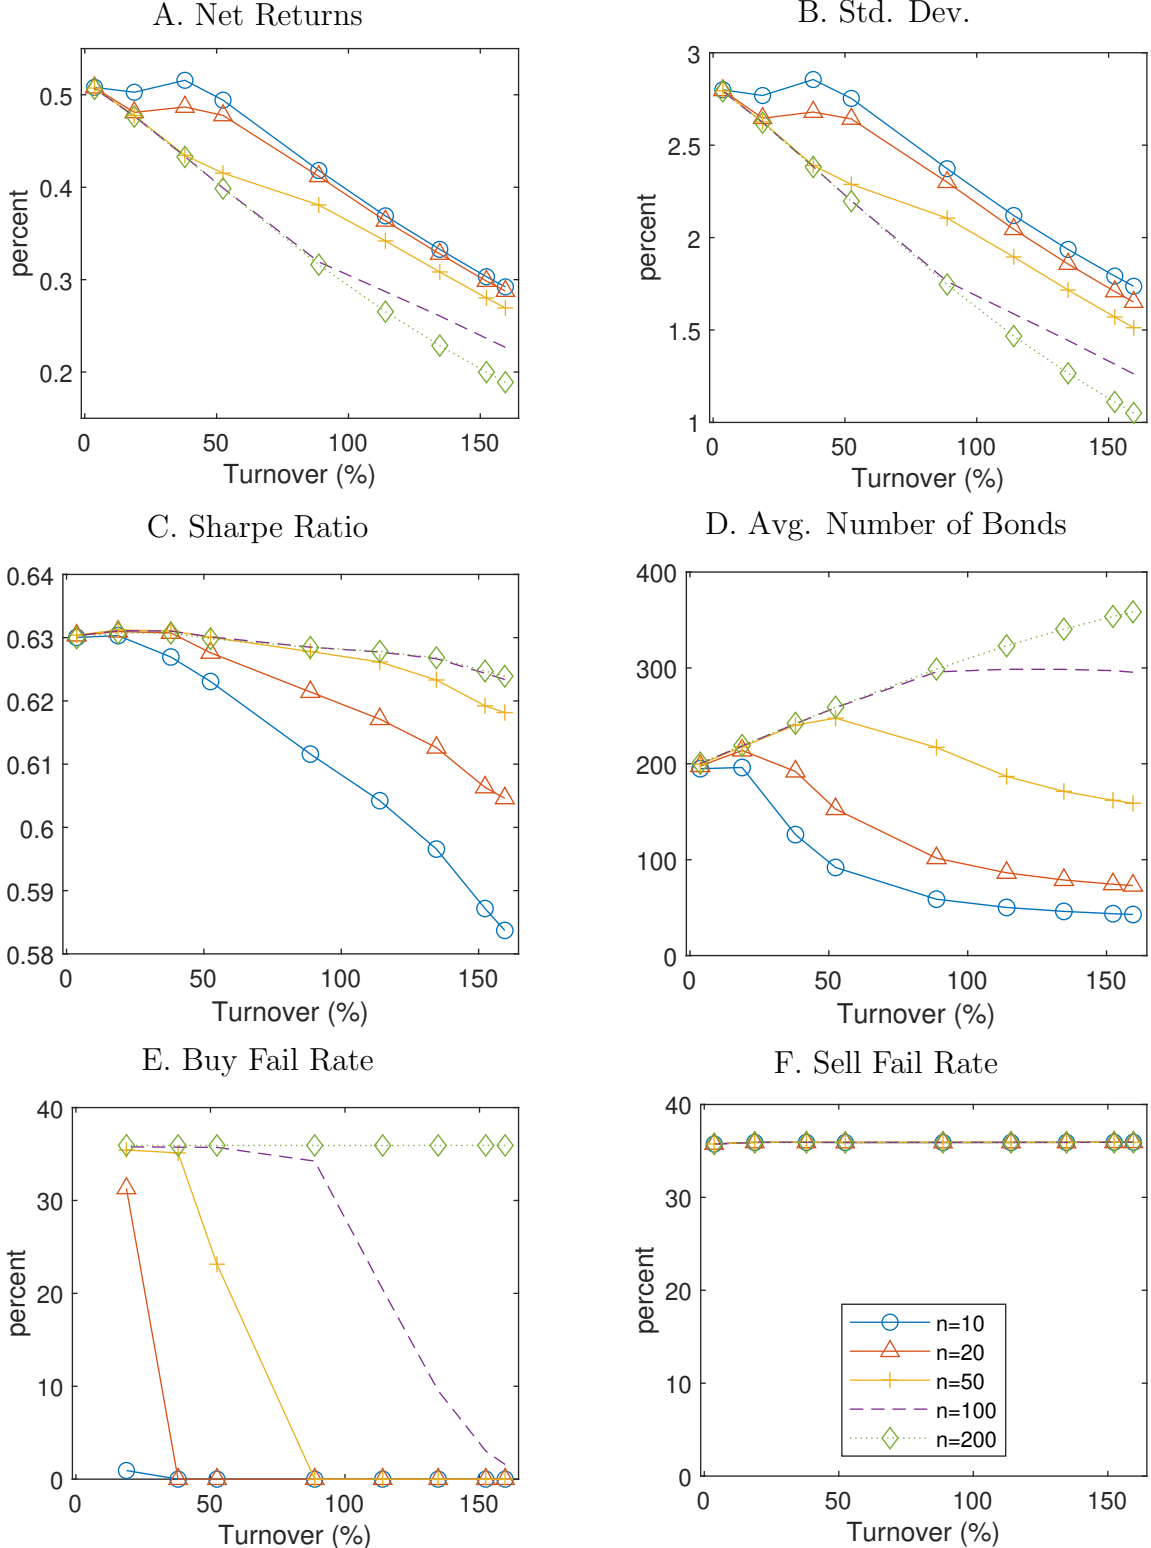 A. Net Returns
0.5
0.4
0.3
0.2
percent
0
50
100
150
Turnover (%)
B. Std. Dev.
3
2.5
2
1.5
1
percent
0
50
100
150
Turnover (%)
C. Sharpe Ratio
0.64
0.63
0.62
0.61
0.6
0.59
0.58
0
50
100
150
Turnover (%)
D. Avg. Number of Bonds
400
300
200
100
0
0
50
100
150
Turnover (%)
E. Buy Fail Rate
40
30
20
10
0
percent
0
50
100
150
Turnover (%)
F. Sell Fail Rate
40
30
20
10
0
percent
n=10
n=20
n=50
n=100
n=200
0
50
100
150
Turnover (%)